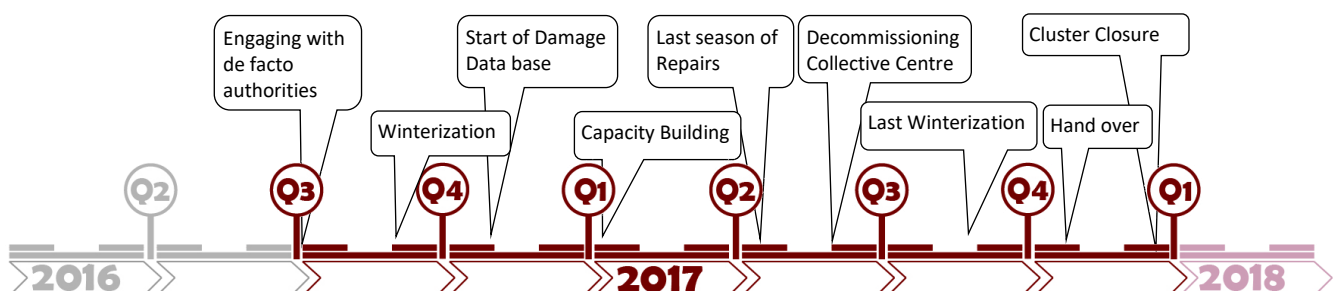 Engaging with
de facto
authorities
Start of Damage
Data base
Last season of
Repairs
Decommissioning
Collective Centre
Cluster Closure
Winterization
Capacity Building
Last Winterization
Hand over
Q2
Q3
Q4
Q1
Q2
Q3
Q4
Q1
2016
2017
2018